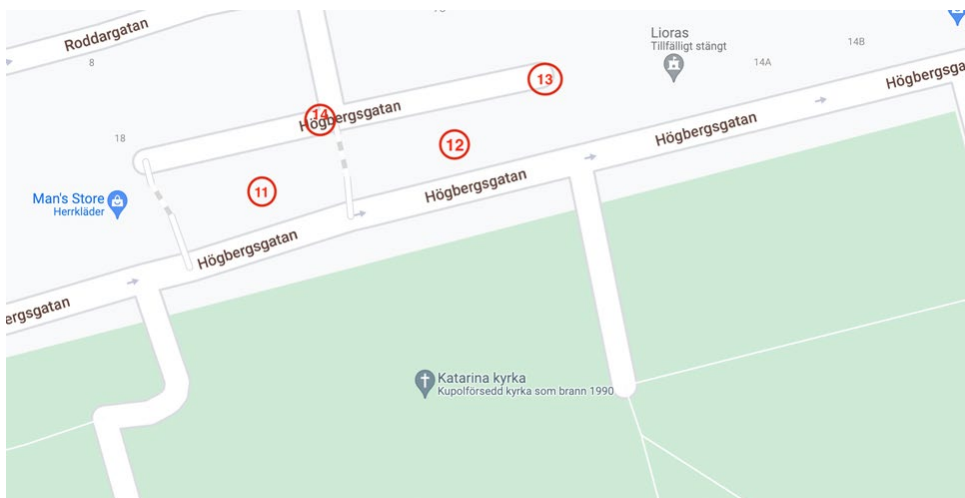 Roddargatan
8
Lioras
Tillfälligt stängt
14B
14A
13
14
Högbergsgatan
Högbergsga
18
12
Högbergsgatan
11
Högbergsgatan
Man's Store
Herrkläder
Högbergsgatan
ergsgatan
Katarina kyrka
Kupolförsedd kyrka som brann 1990